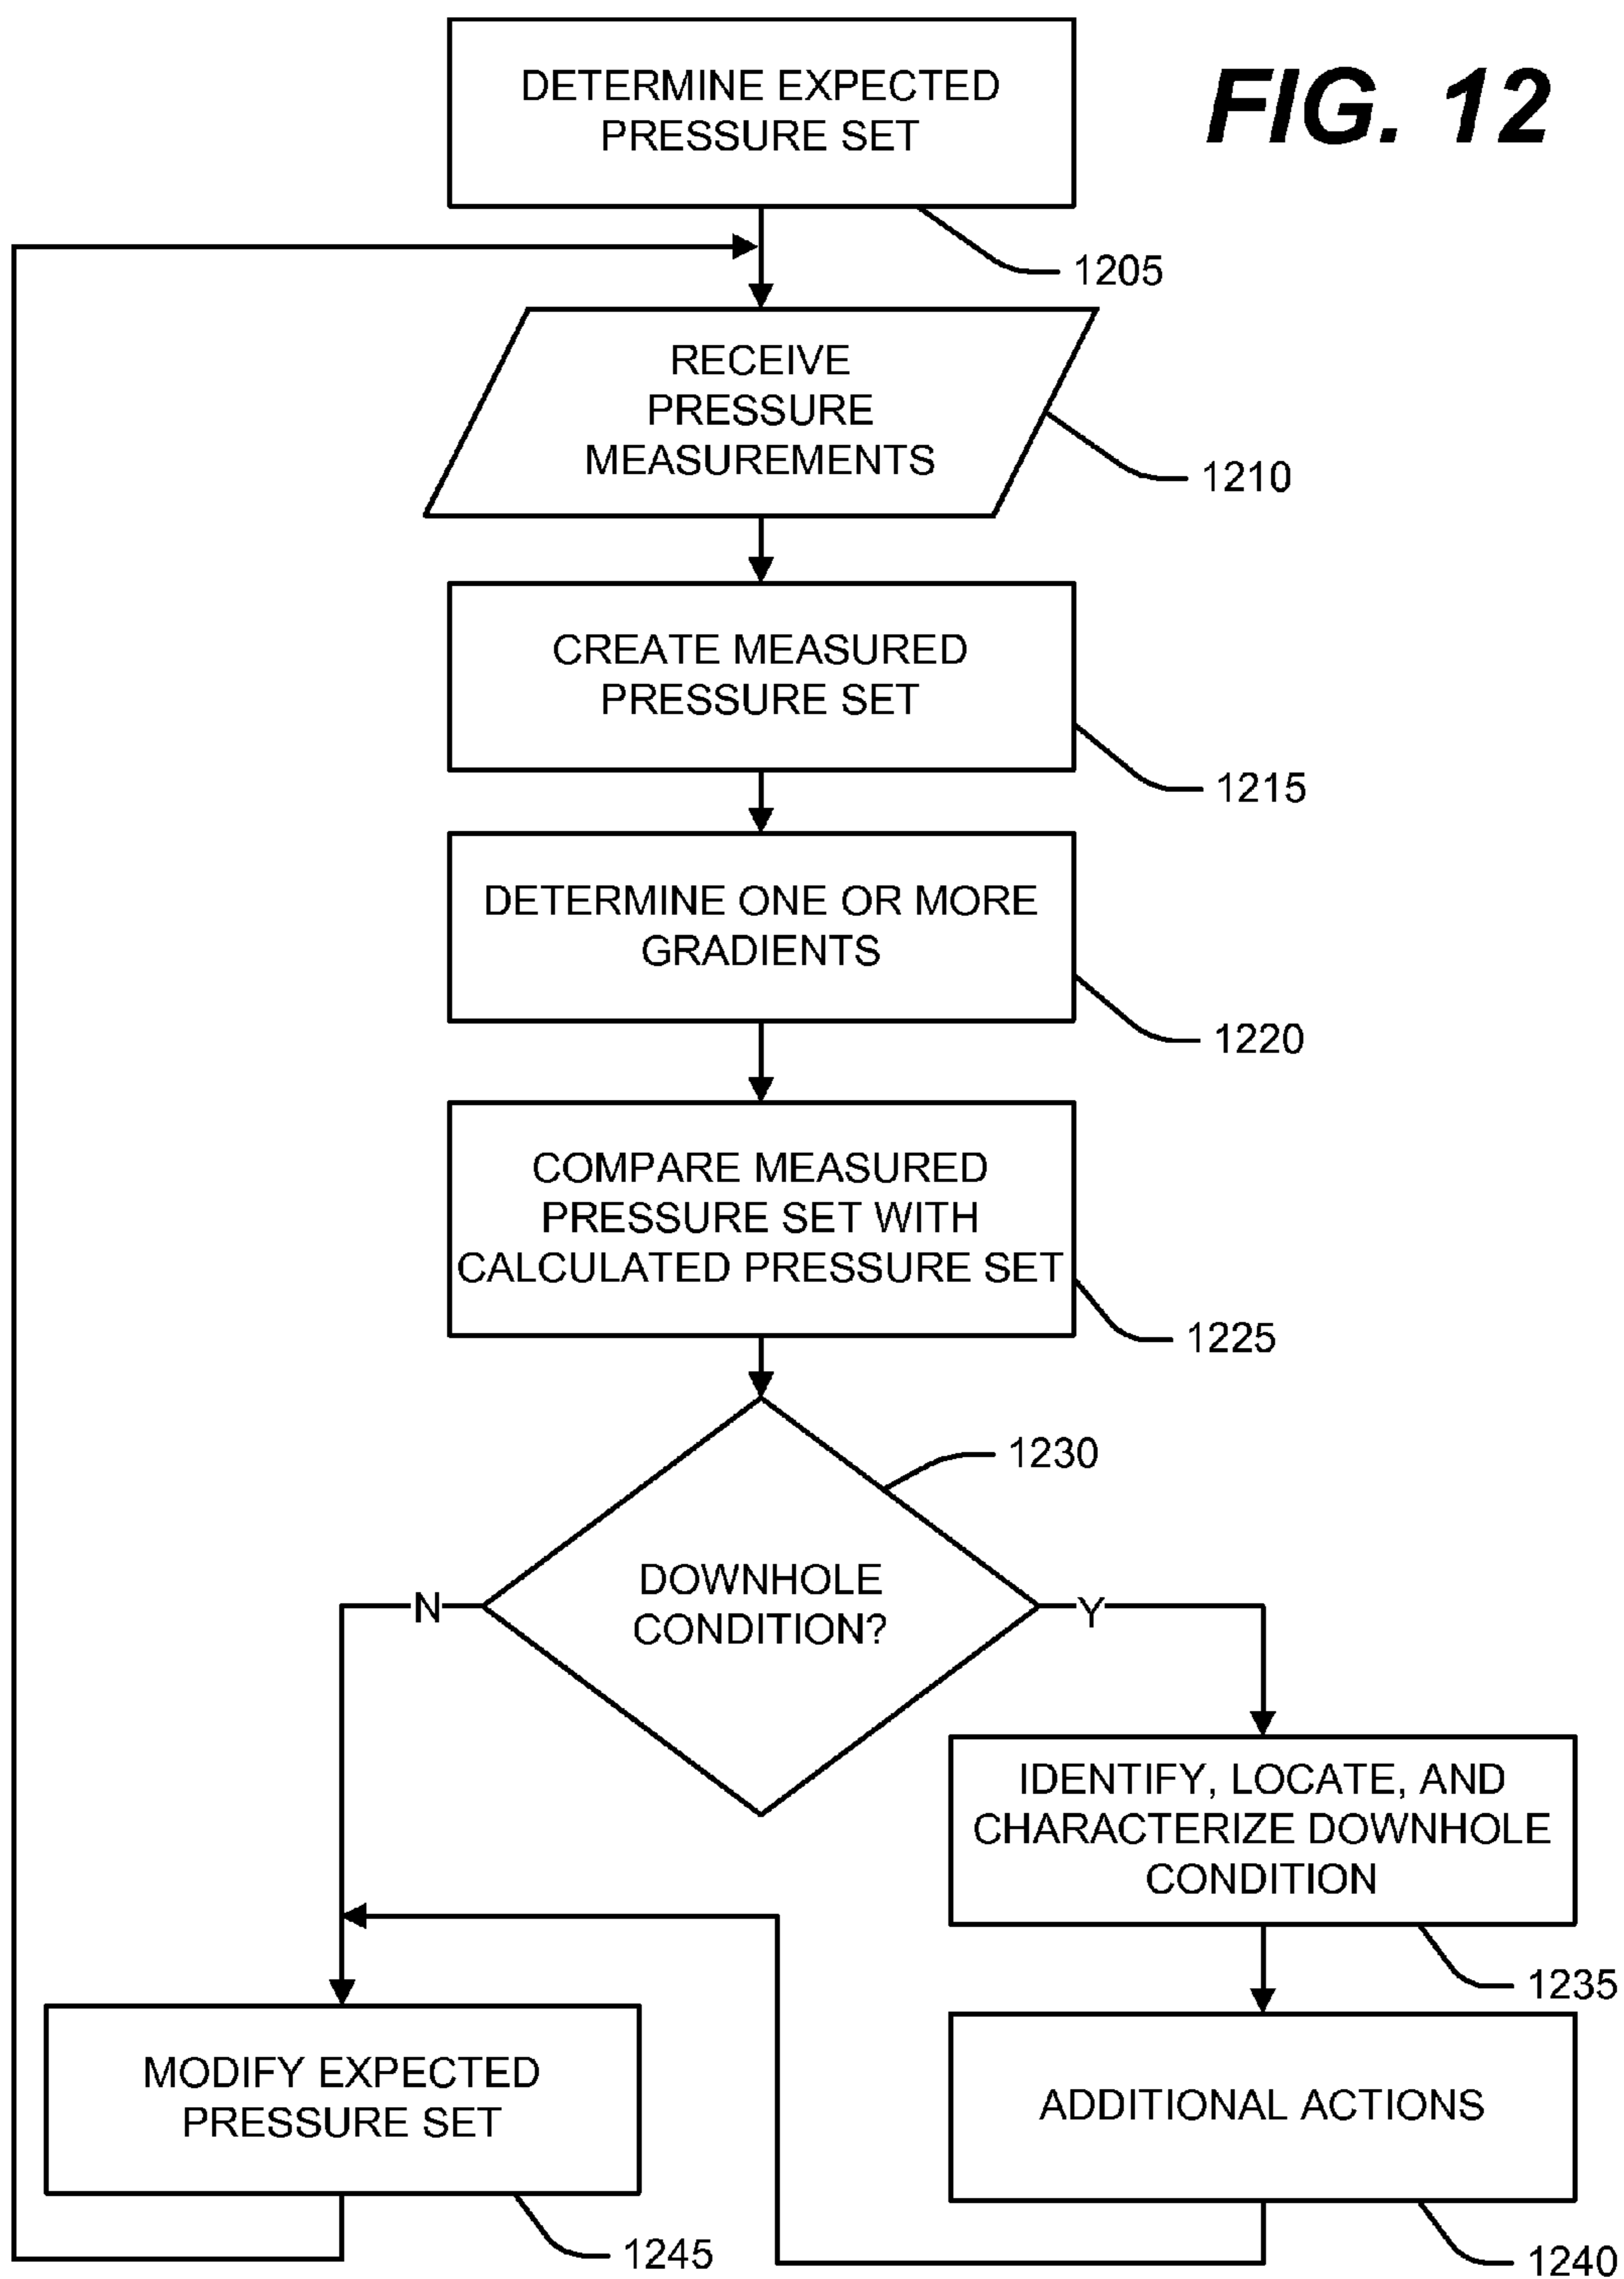 DETERMINE EXPECTED
PRESSURE SET
FIG. 12
1205
RECEIVE
PRESSURE
MEASUREMENTS
1210
CREATE MEASURED
PRESSURE SET
1215
DETERMINE ONE OR MORE
GRADIENTS
1220
COMPARE MEASURED
PRESSURE SET WITH
CALCULATED PRESSURE SET
1225
1230
DOWNHOLE
CONDITION?
N
Y
IDENTIFY, LOCATE, AND
CHARACTERIZE DOWNHOLE
CONDITION
1235
MODIFY EXPECTED
PRESSURE SET
1245
ADDITIONAL ACTIONS
1240